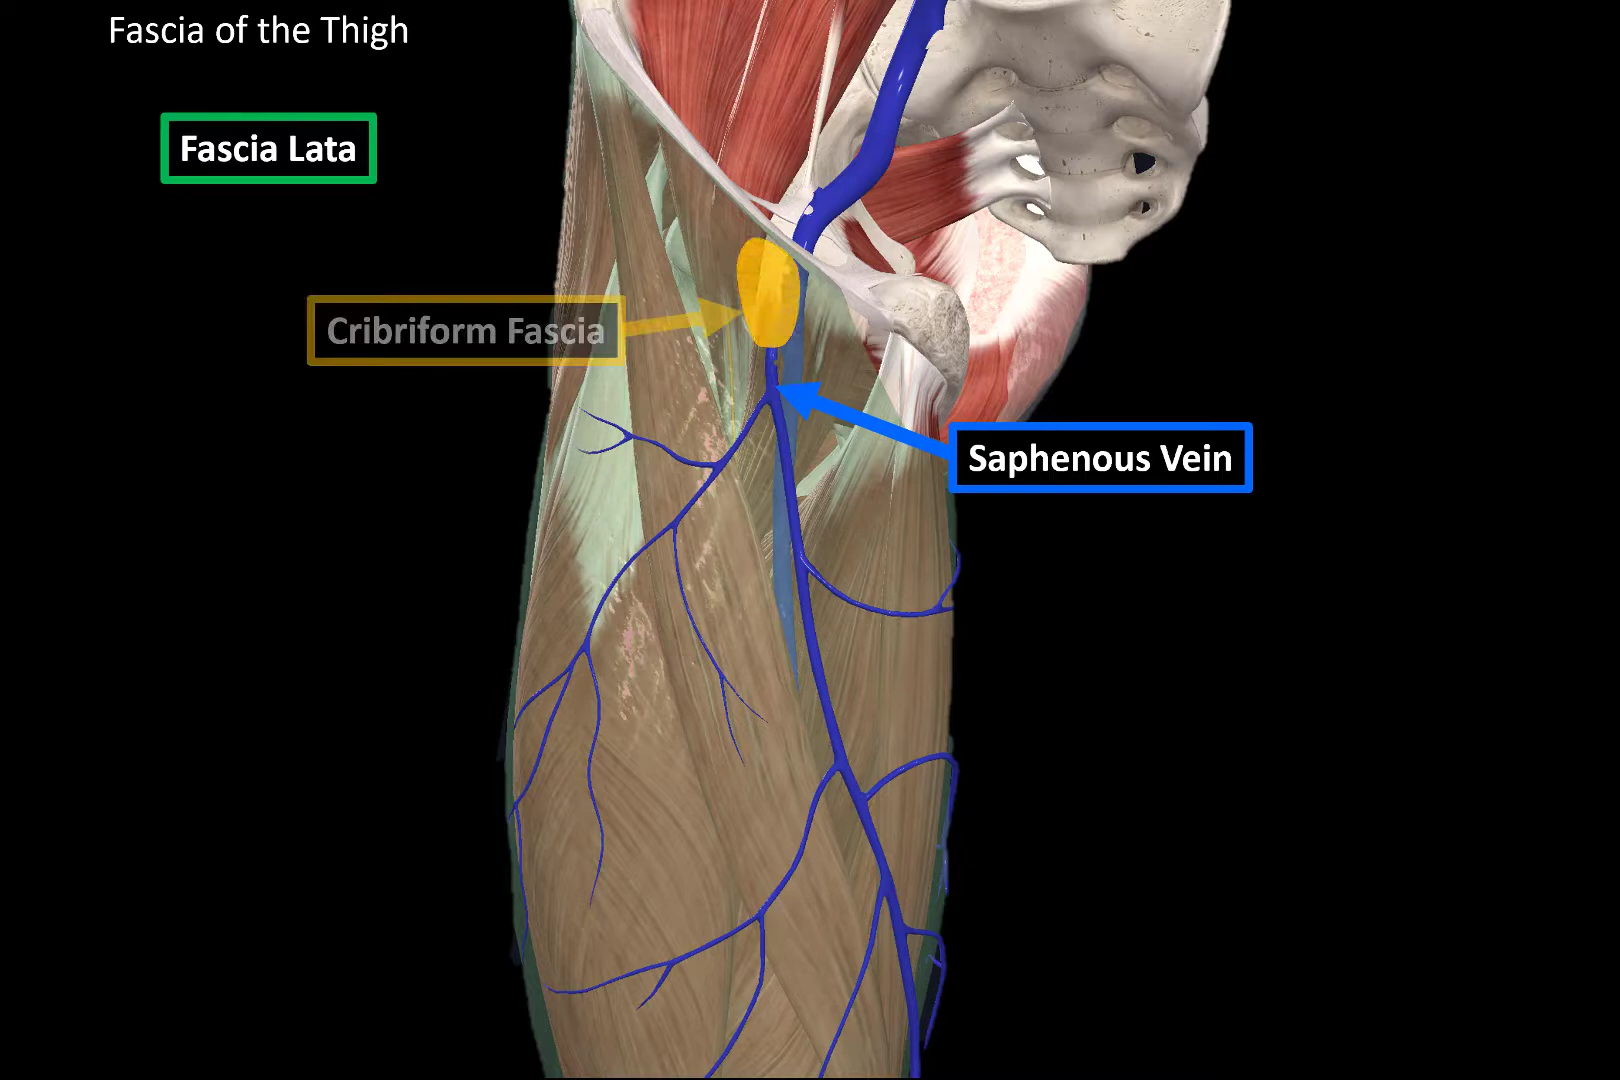 Fascia of the Thigh
Fascia Lata
Cribriform Fascia
Saphenous Vein